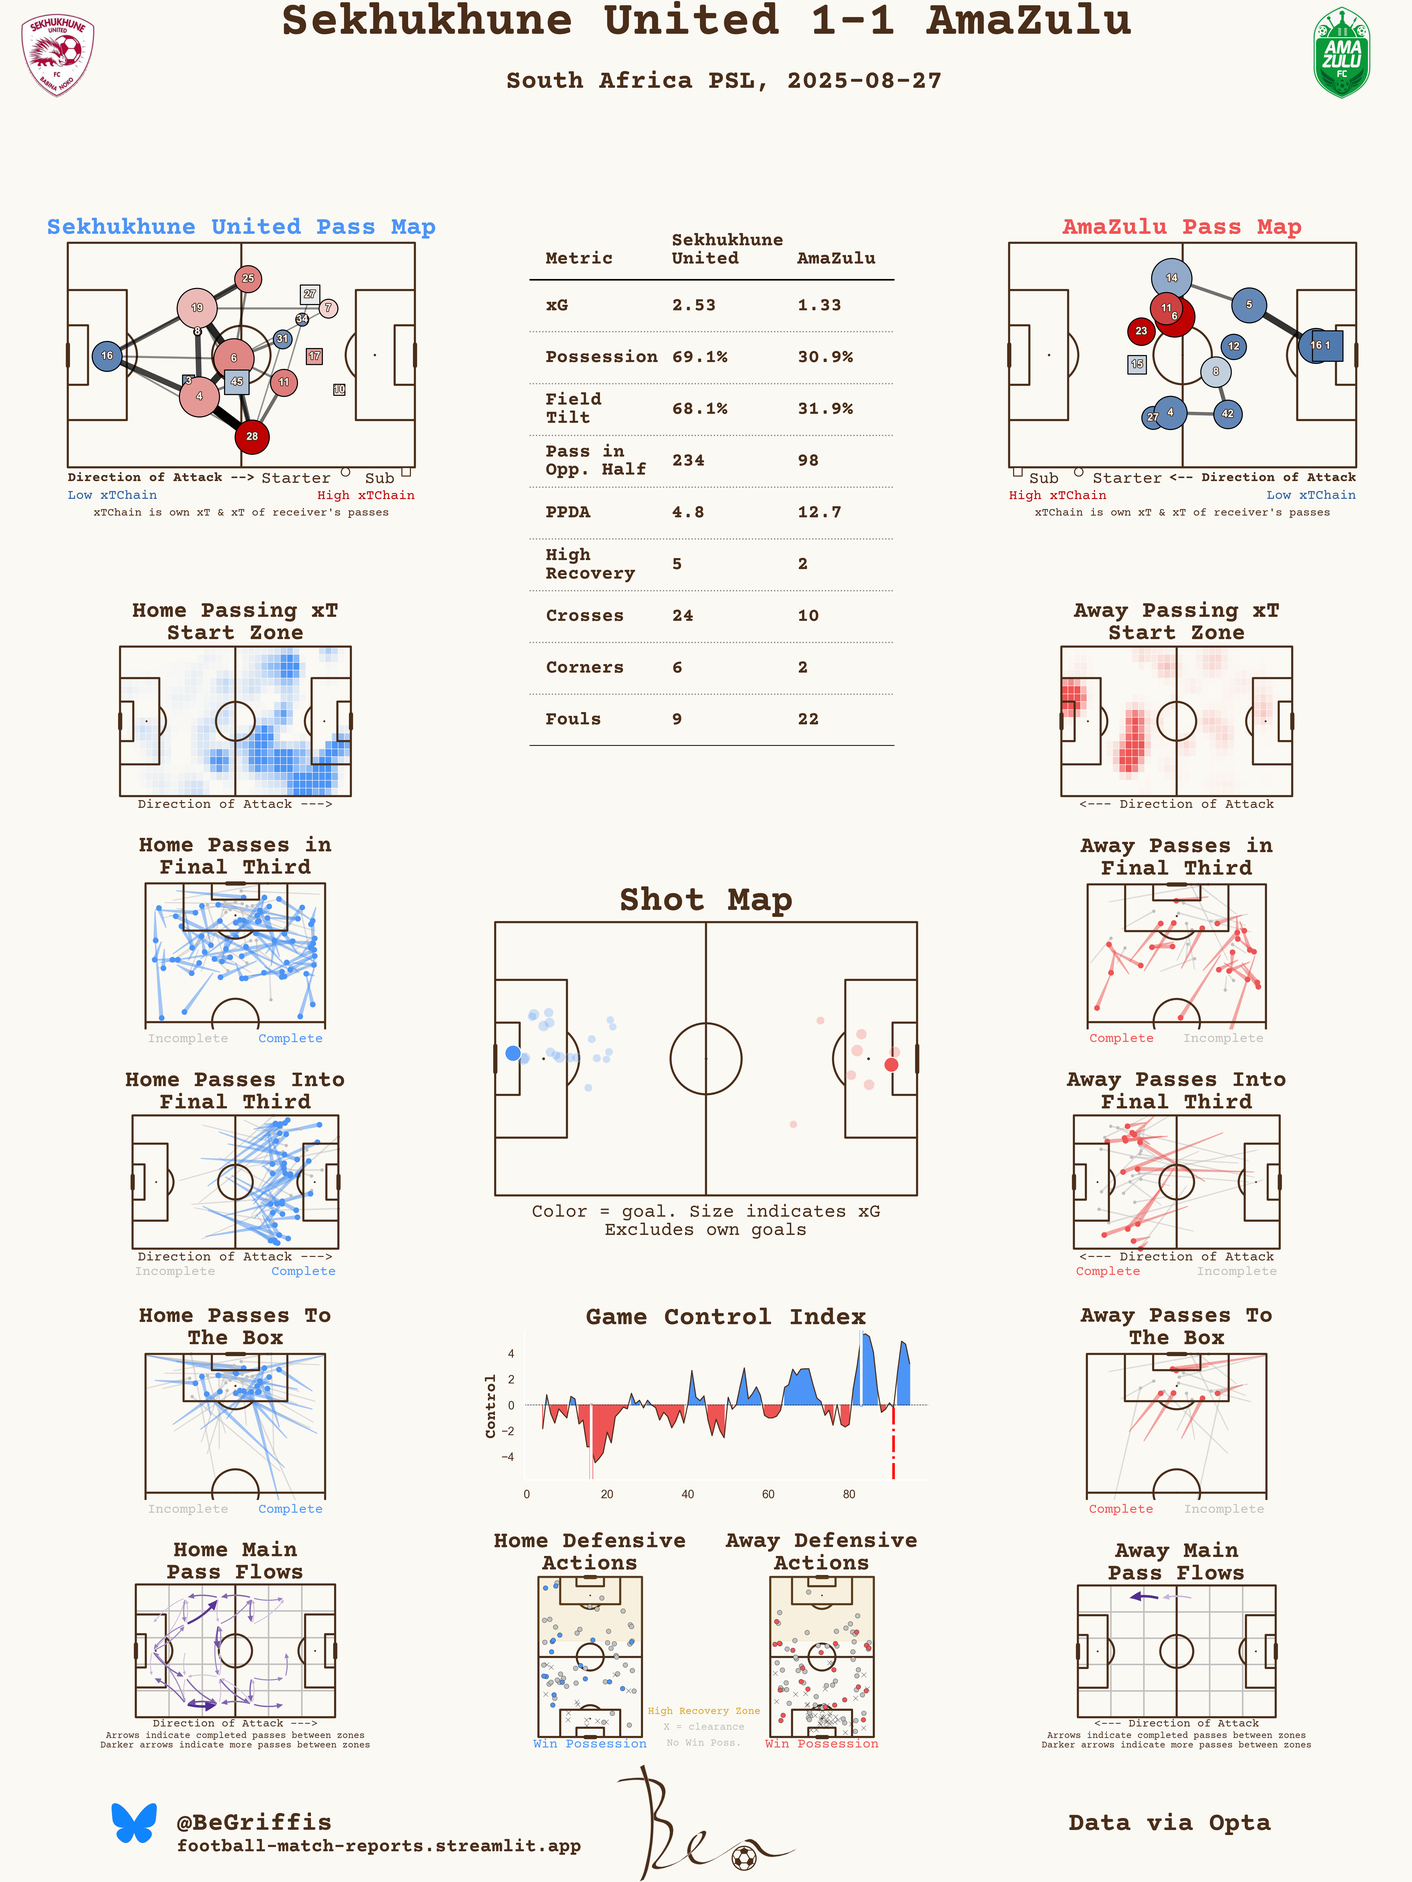 Sekhukhune United 1-1 AmaZulu
South Africa PSL, 2025-08-27
SEKHUKHUNE
UNITED
FC
BABINA NOKO
AMA
ZULU
FC
Sekhukhune United Pass Map
25
27
19
7
8
34
31
16
6
17
3
45
11
10
4
28
Direction of Attack --> Starter Sub
Low xTChain High xTChain
xTChain is own xT & xT of receiver's passes
Metric Sekhukhune United AmaZulu
xG 2.53 1.33
Possession 69.1% 30.9%
Field Tilt 68.1% 31.9%
Pass in Opp. Half 234 98
PPDA 4.8 12.7
High Recovery 5 2
Crosses 24 10
Corners 6 2
Fouls 9 22
AmaZulu Pass Map
14
5
11
6
23
12
16
1
15
8
27
4
42
Sub Starter <-- Direction of Attack
High xTChain Low xTChain
xTChain is own xT & xT of receiver's passes
Home Passing xT
Start Zone
Direction of Attack --->
Away Passing xT
Start Zone
<--- Direction of Attack
Home Passes in
Final Third
Incomplete Complete
Away Passes in
Final Third
Complete Incomplete
Shot Map
Color = goal. Size indicates xG
Excludes own goals
Home Passes Into
Final Third
Direction of Attack --->
Incomplete Complete
Away Passes Into
Final Third
<--- Direction of Attack
Complete Incomplete
Home Passes To
The Box
Incomplete Complete
Game Control Index
Control
4
2
0
−2
−4
0 20 40 60 80
Away Passes To
The Box
Complete Incomplete
Home Main
Pass Flows
Direction of Attack --->
Arrows indicate completed passes between zones
Darker arrows indicate more passes between zones
Home Defensive
Actions
Win Possession
High Recovery Zone
X = clearance
No Win Poss.
Away Defensive
Actions
Win Possession
Away Main
Pass Flows
<--- Direction of Attack
Arrows indicate completed passes between zones
Darker arrows indicate more passes between zones
@BeGriffis
football-match-reports.streamlit.app
Ben
Data via Opta